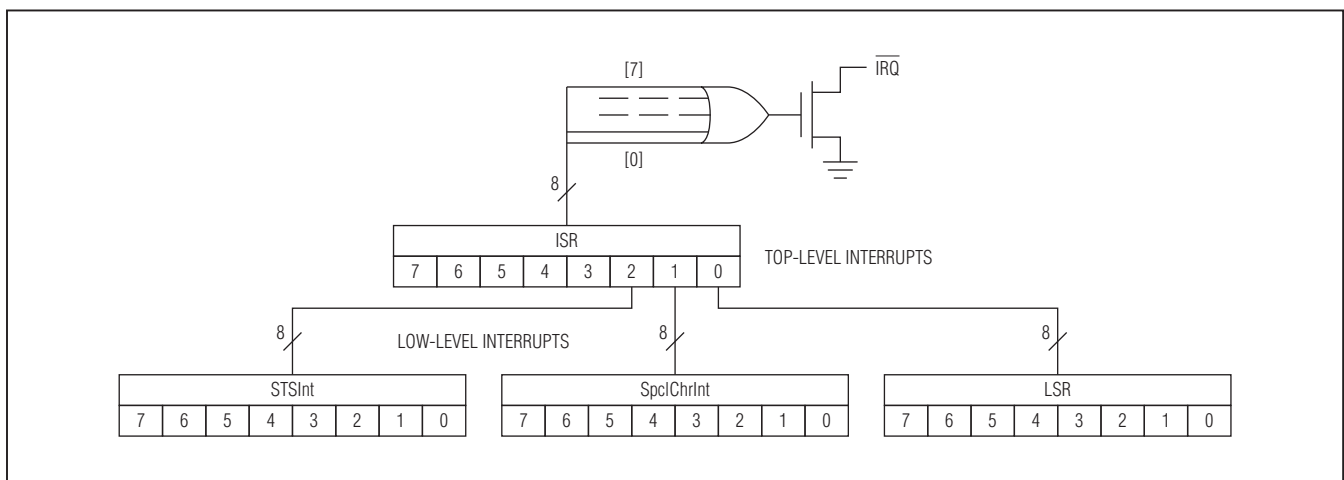 [7]
IRQ
[0]
8
ISR
7 6 5 4 3 2 1 0
TOP-LEVEL INTERRUPTS
8
LOW-LEVEL INTERRUPTS
8
8
STSInt
7 6 5 4 3 2 1 0
SpclChrInt
7 6 5 4 3 2 1 0
LSR
7 6 5 4 3 2 1 0